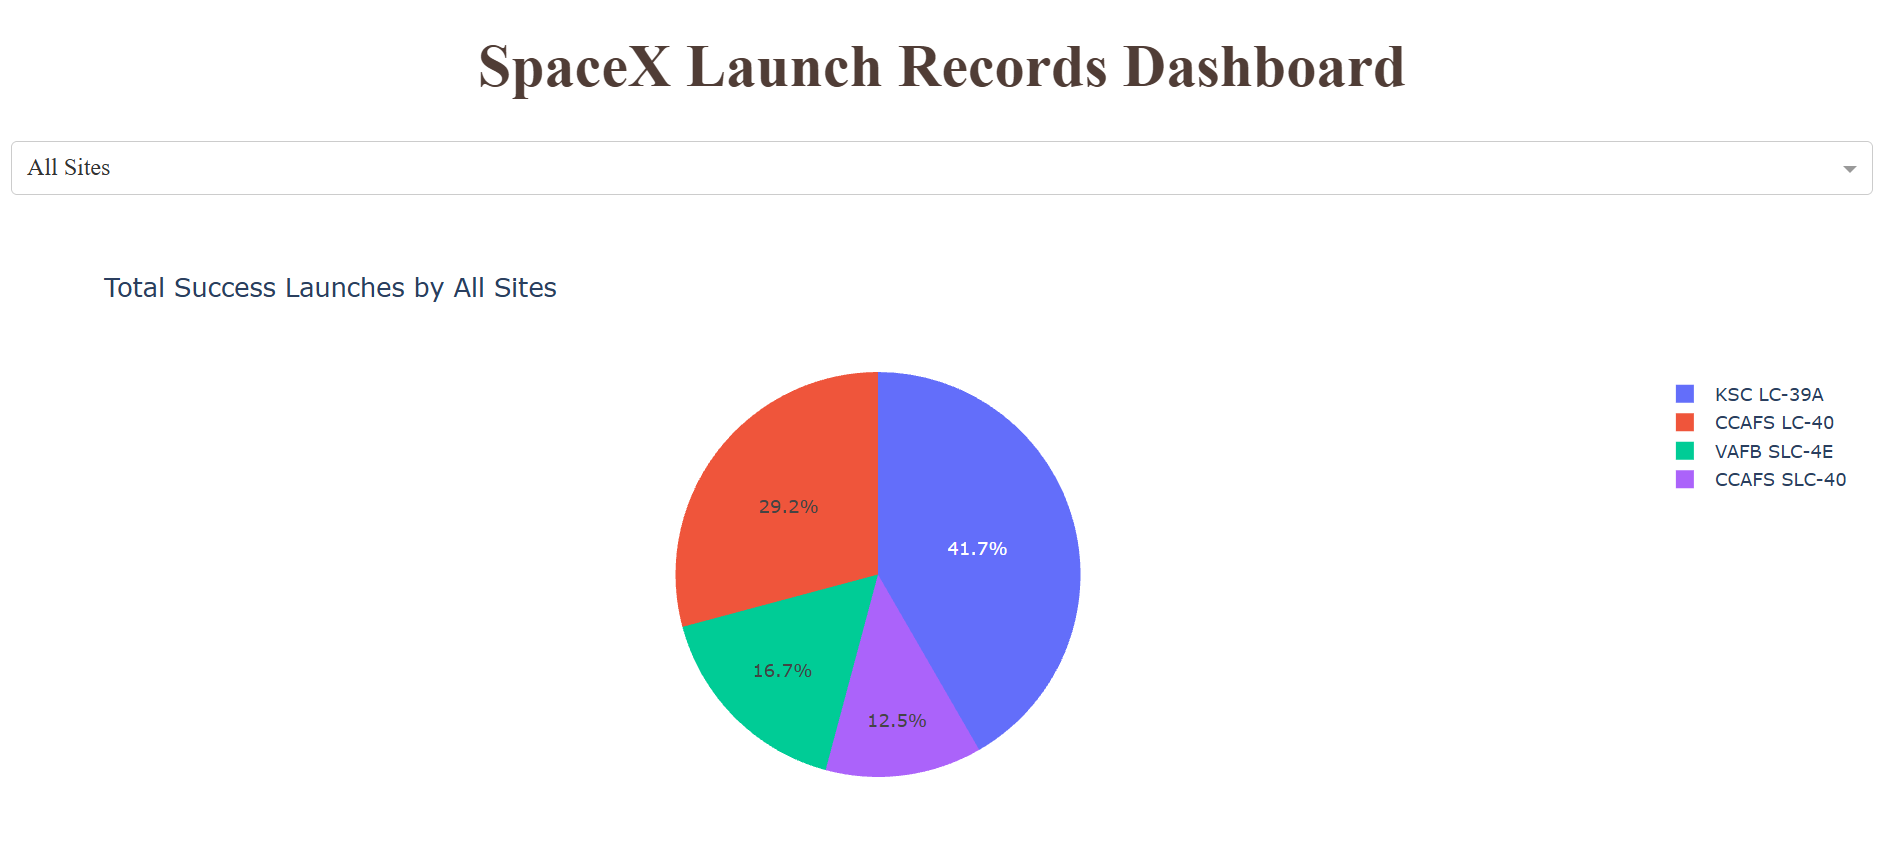 SpaceX Launch Records Dashboard
All Sites
Total Success Launches by All Sites
KSC LC-39A
CCAFS LC-40
VAFB SLC-4E
CCAFS SLC-40
29.2%
41.7%
16.7%
12.5%